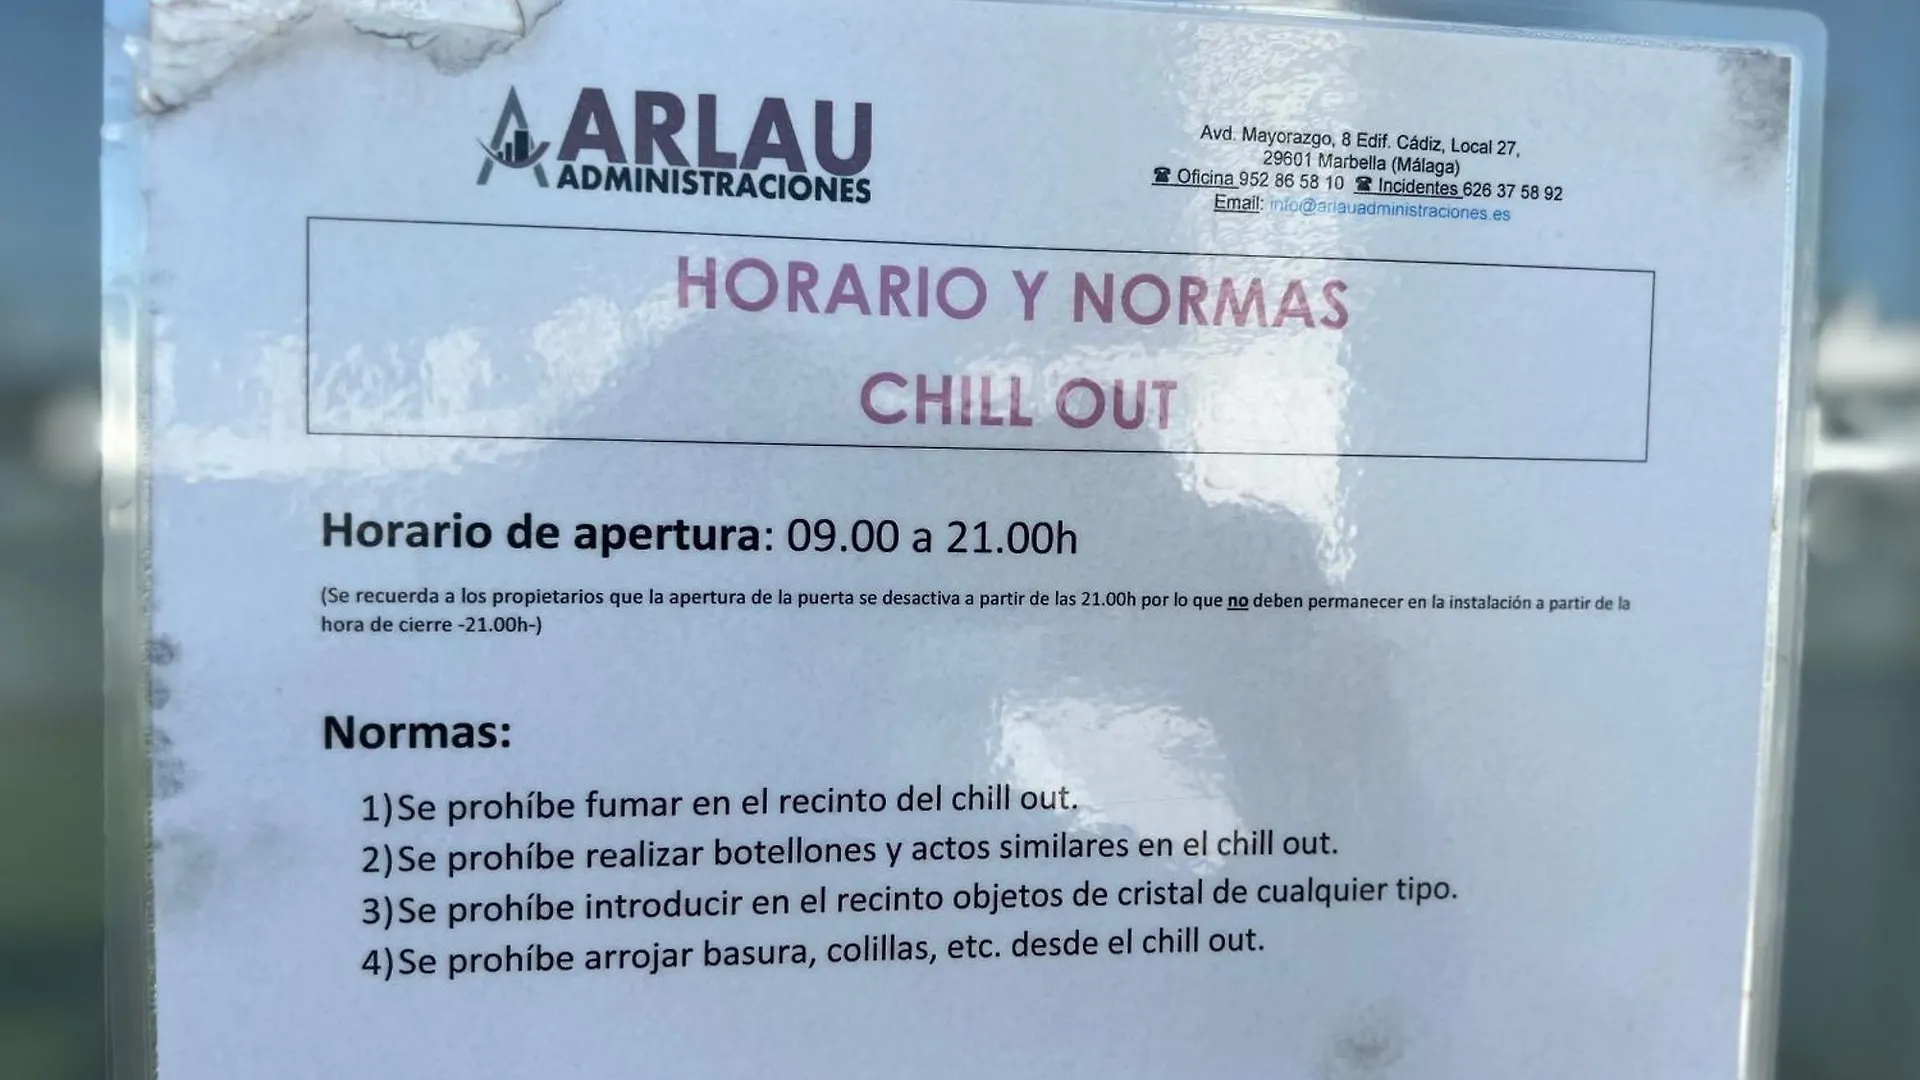 ARLAU
ADMINISTRACIONES
Avd. Mayorazgo, 8 Edif. Cádiz, Local 27,
29601 Marbella (Málaga)
☎ Oficina 952 86 58 10 ☎ Incidentes 626 37 58 92
Email: info@arlauadministraciones.es
HORARIO Y NORMAS
CHILL OUT
Horario de apertura: 09.00 a 21.00h
(Se recuerda a los propietarios que la apertura de la puerta se desactiva a partir de las 21.00h por lo que no deben permanecer en la instalación a partir de la
hora de cierre -21.00h-)
Normas:
1) Se prohíbe fumar en el recinto del chill out.
2) Se prohíbe realizar botellones y actos similares en el chill out.
3) Se prohíbe introducir en el recinto objetos de cristal de cualquier tipo.
4) Se prohíbe arrojar basura, colillas, etc. desde el chill out.